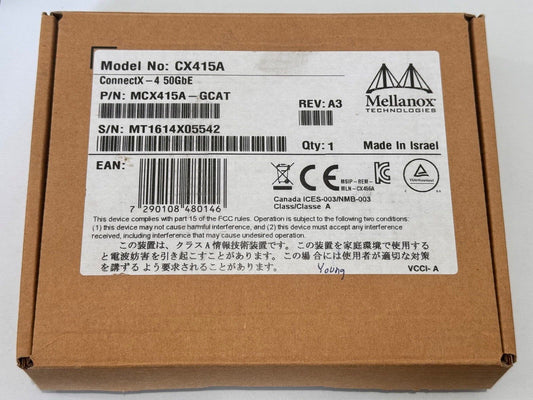 Model No: CX415A
ConnectX-4 50GbE
P/N: MCX415A-GCAT
REV: A3
Mellanox
TECHNOLOGIES
S/N: MT1614X05542
Qty: 1
Made In Israel
EAN:
7 290108 480146
CE
MSIP-REM-
MLN-CX456A
Canada ICES-003/NMB-003
Class/Classe A
This device complies with part 15 of the FCC rules. Operation is subject to the following two conditions:
(1) this device may not cause harmful interference, and (2) this device must accept any interference
received, including interference that may cause undesired operation.
この装置は、クラスA情報技術装置です。この装置を家庭環境で使用すると
電波妨害を引き起こすことがあります。この場合には使用者が適切な対策
を講ずるよう要求されることがあります。
Young
VCCI- A